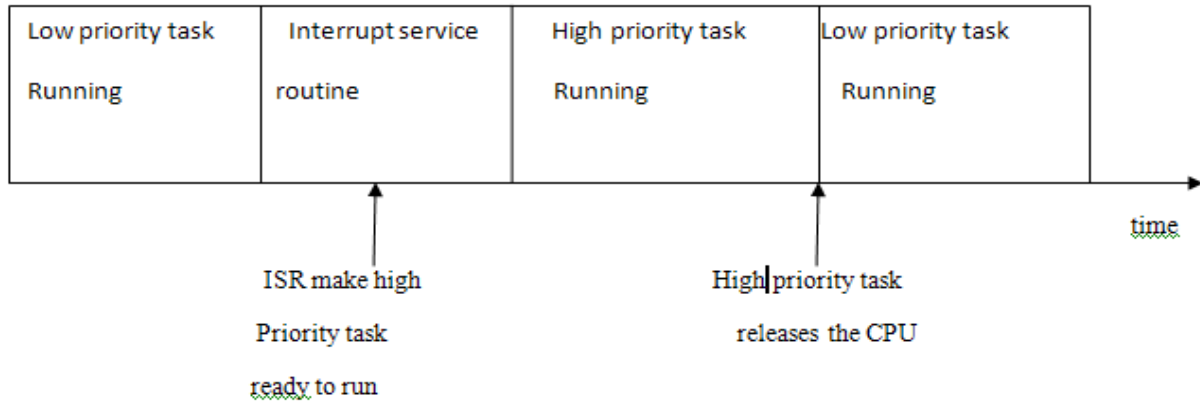 Low priority task
Running
Interrupt service
routine
High priority task
Running
Low priority task
Running
time
ISR make high
Priority task
ready to run
High priority task
releases the CPU